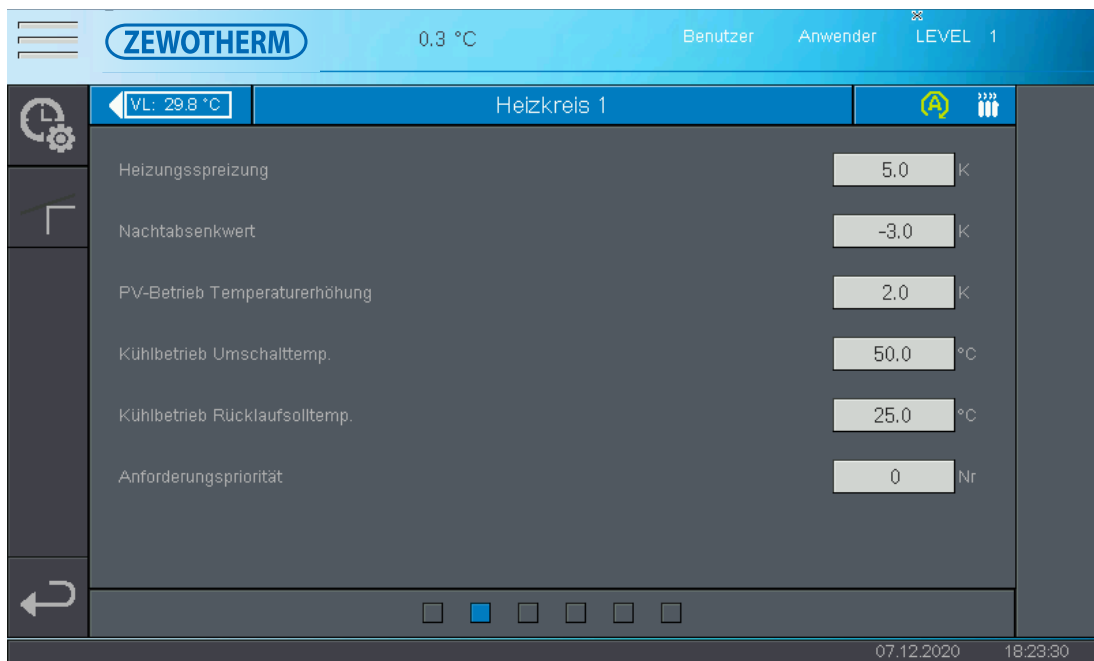 ZEWOTHERM 0.3 °C Benutzer Anwender LEVEL 1
VL: 29.8 °C Heizkreis 1 A
Heizungsspreizung 5.0 K
Nachtabsenkwert -3.0 K
PV-Betrieb Temperaturerhöhung 2.0 K
Kühlbetrieb Umschalttemp. 50.0 °C
Kühlbetrieb Rücklaufsolltemp. 25.0 °C
Anforderungspriorität 0 Nr
07.12.2020 18:23:30